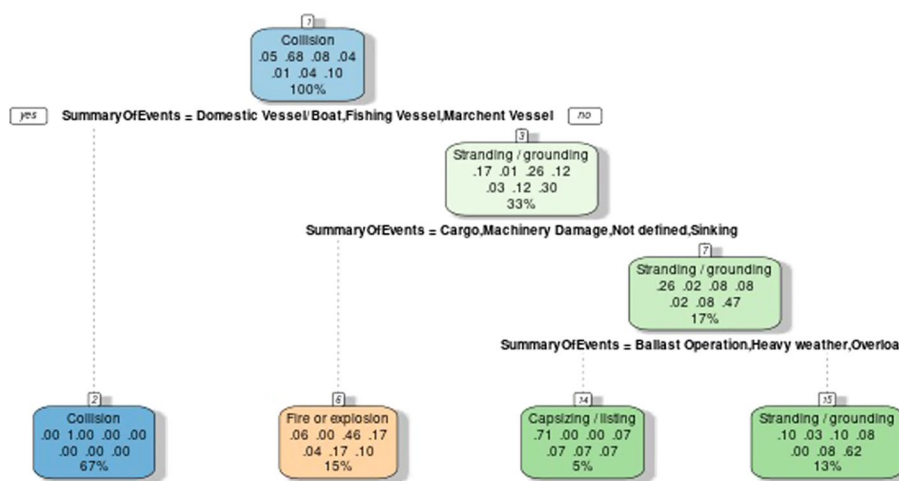 1
Collision
.05 .68 .08 .04
.01 .04 .10
100%
yes SummaryOfEvents = Domestic Vessel/Boat,Fishing Vessel,Marchent Vessel no
3
Stranding / grounding
.17 .01 .26 .12
.03 .12 .30
33%
SummaryOfEvents = Cargo,Machinery Damage,Not defined,Sinking
7
Stranding / grounding
.26 .02 .08 .08
.02 .08 .47
17%
SummaryOfEvents = Ballast Operation,Heavy weather,Overloa
2
Collision
.00 1.00 .00 .00
.00 .00 .00
67%
6
Fire or explosion
.06 .00 .46 .17
.04 .17 .10
15%
14
Capsizing / listing
.71 .00 .00 .07
.07 .07 .07
5%
15
Stranding / grounding
.10 .03 .10 .08
.00 .08 .62
13%